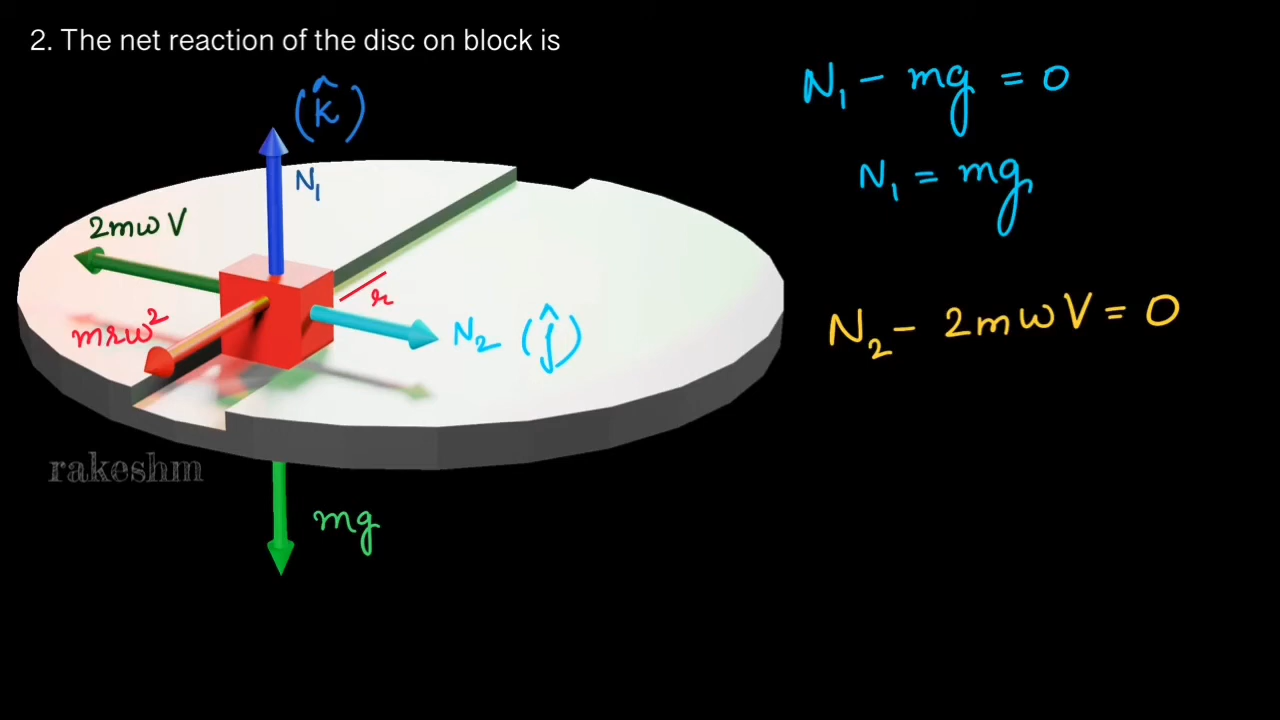 2. The net reaction of the disc on block is
(k̂)
N₁
2mωV
mrω²
r
N₂ (ĵ)
mg
rakeshm
N₁ - mg = 0
N₁ = mg
N₂ - 2mωV = 0